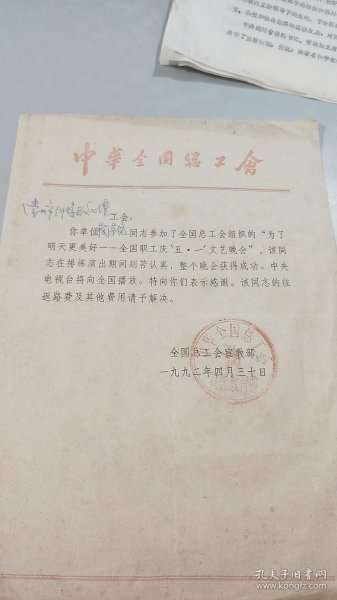 中華全国總工會
工会:
你单位 同志参加了全国总工会组织的“为了
明天更美好——全国职工庆‘五·一’文艺晚会”,该同
志在排练演出期间刻苦认真,整个晚会获得成功。中央
电视台将向全国播放。特向你们表示感谢。该同志的往
返路费及其他费用请予解决。
全国总工会宣教部
一九九二年四月三十日
孔夫子旧书网